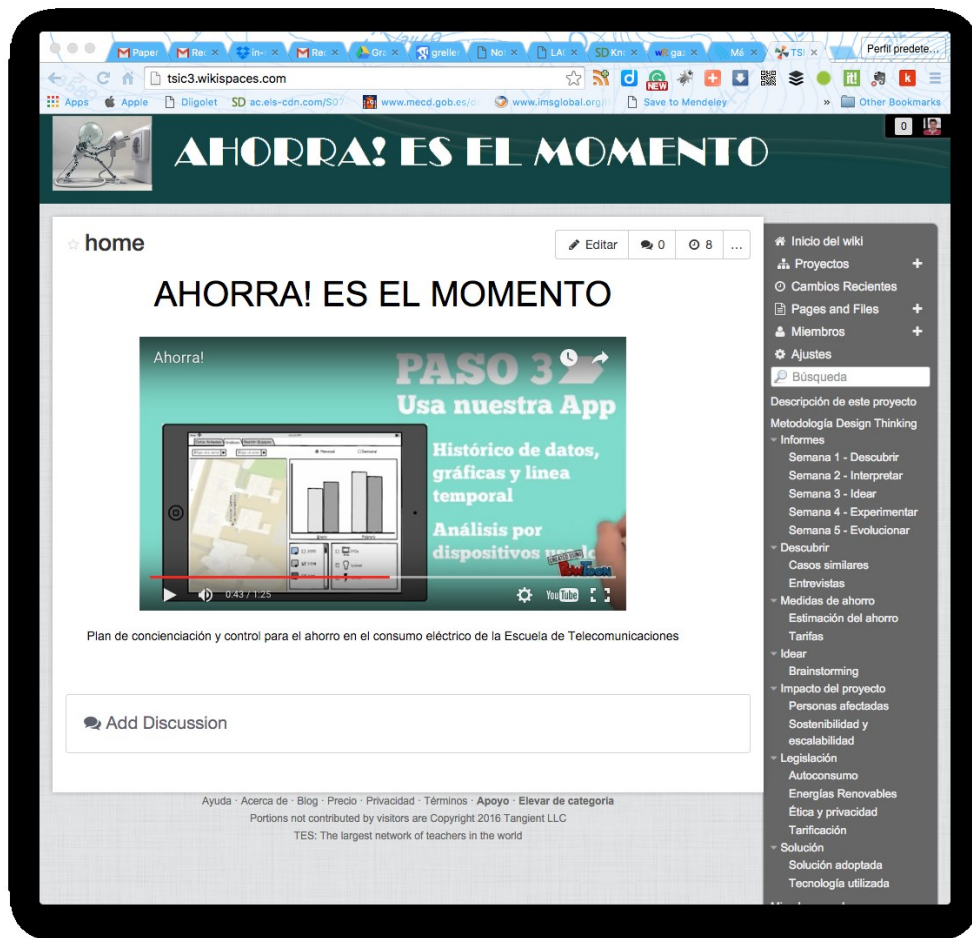 Paper
Perfil predete...
tsic3.wikispaces.com
NEW
it!
k
Apps Apple Diigolet SD ac.els-cdn.com/S0 www.mecd.gob.es/ www.imsglobal.org/ Save to Mendeley » Other Bookmarks
0
AHORRA! ES EL MOMENTO
home
Editar 0 8 ...
AHORRA! ES EL MOMENTO
Ahorra!
PASO 3
Usa nuestra App
Histórico de datos,
gráficas y línea
temporal
Análisis por
dispositivos
CREATED USING
PowToon
0:43 / 1:25
YouTube
Plan de concienciación y control para el ahorro en el consumo eléctrico de la Escuela de Telecomunicaciones
Add Discussion
Ayuda · Acerca de · Blog · Precio · Privacidad · Términos · Apoyo · Elevar de categoría
Portions not contributed by visitors are Copyright 2016 Tangient LLC
TES: The largest network of teachers in the world
Inicio del wiki
Proyectos +
Cambios Recientes
Pages and Files +
Miembros +
Ajustes
Búsqueda
Descripción de este proyecto
Metodología Design Thinking
Informes
Semana 1 - Descubrir
Semana 2 - Interpretar
Semana 3 - Idear
Semana 4 - Experimentar
Semana 5 - Evolucionar
Descubrir
Casos similares
Entrevistas
Medidas de ahorro
Estimación del ahorro
Tarifas
Idear
Brainstorming
Impacto del proyecto
Personas afectadas
Sostenibilidad y
escalabilidad
Legislación
Autoconsumo
Energías Renovables
Ética y privacidad
Tarificación
Solución
Solución adoptada
Tecnología utilizada